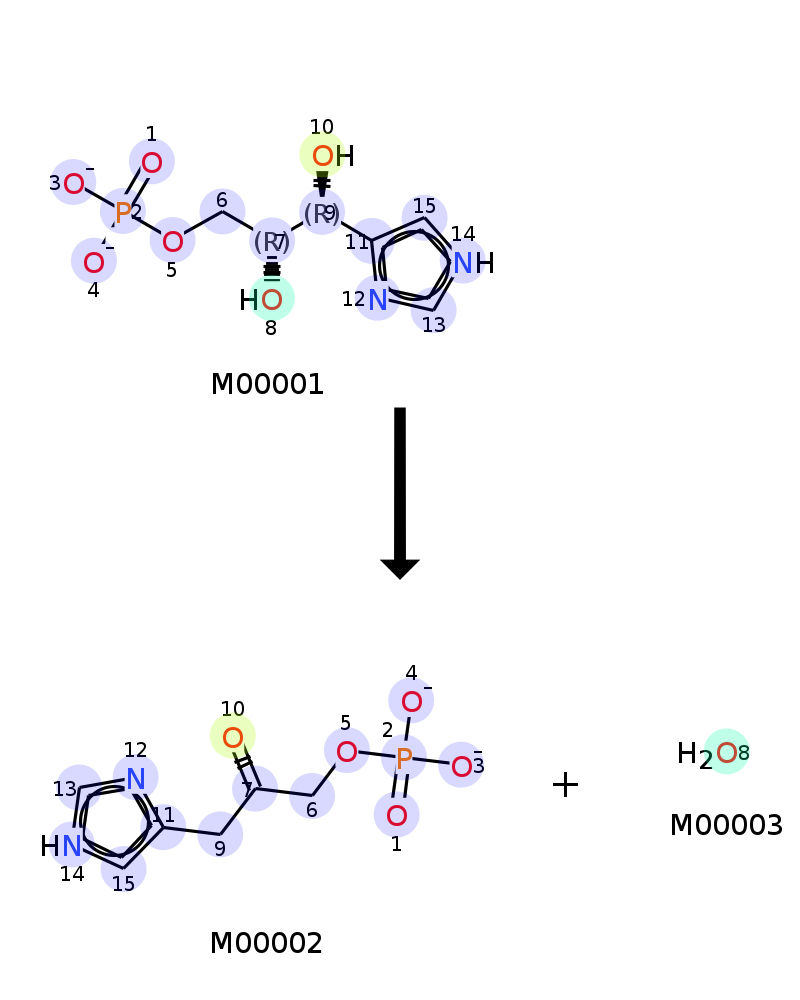 10
1
OH
O
3 O-
P 2
6
(R) 9
15
(R) 7
O
11
14
NH
5
O-
4
HO
12 N
8
13
M00001
4
O-
10
2
5
O
O
12
P
O-
3
H2O 8
N
7
13
+
11
6
O
HN
9
1
14
15
M00003
M00002